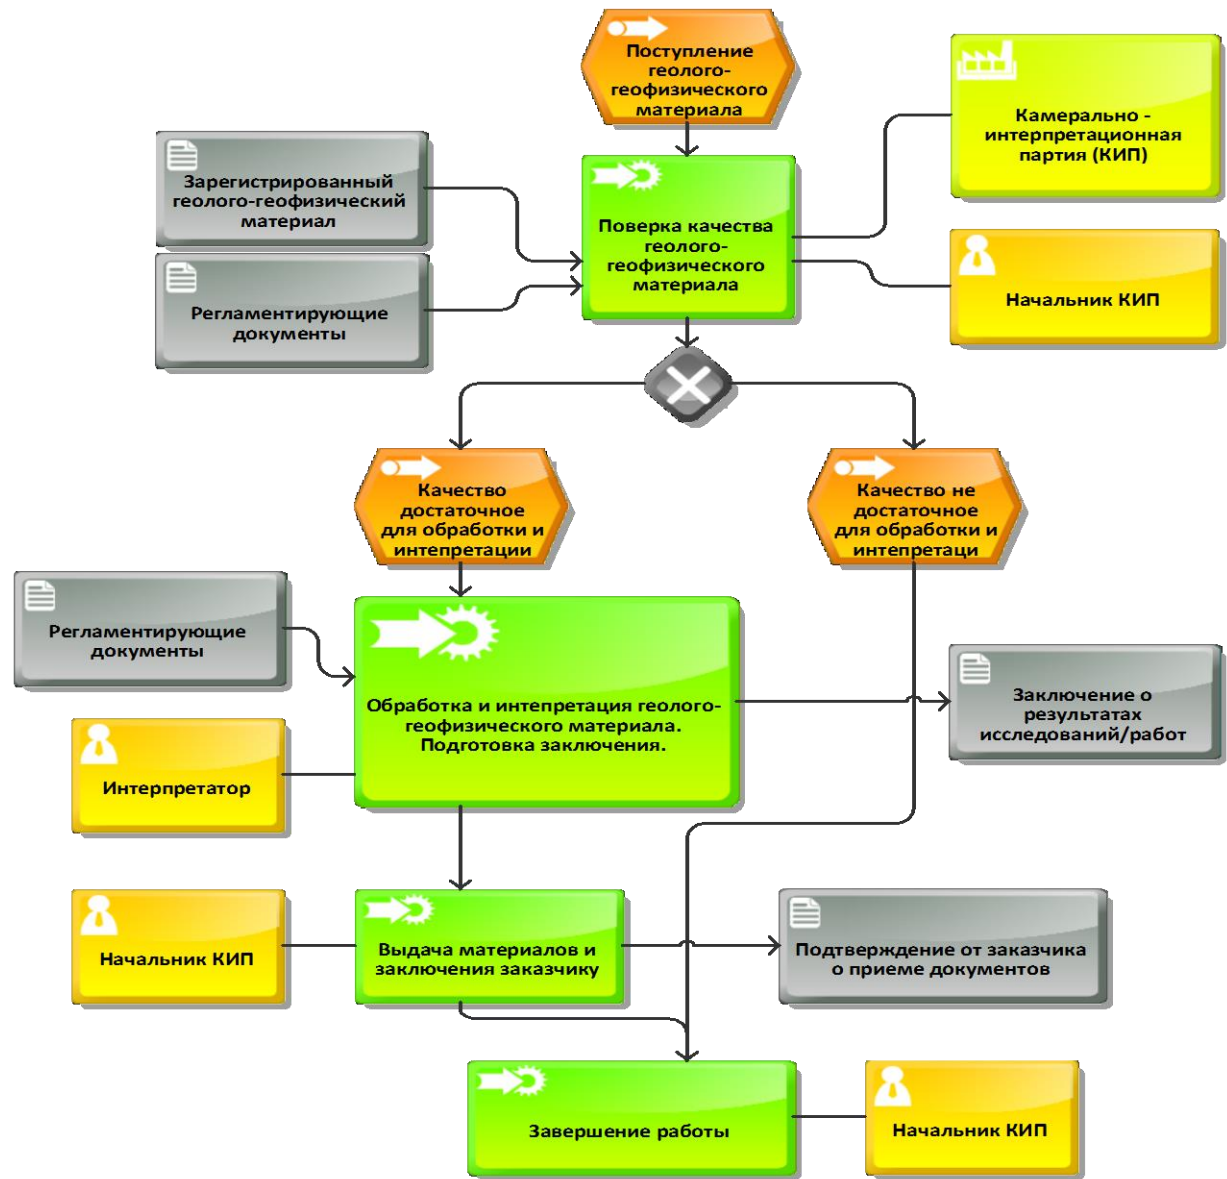 Поступление
геолого-
геофизического
материала
Камерально -
интерпретационная
партия (КИП)
Зарегистрированный
геолого-геофизический
материал
Поверка качества
геолого-
геофизического
материала
Начальник КИП
Регламентирующие
документы
Качество
достаточное
для обработки и
интепретации
Качество не
достаточное
для обработки и
интепретаци
Регламентирующие
документы
Обработка и интепретация геолого-
геофизического материала.
Подготовка заключения.
Заключение о
результатах
исследований/работ
Интерпретатор
Начальник КИП
Выдача материалов и
заключения заказчику
Подтверждение от заказчика
о приеме документов
Завершение работы
Начальник КИП